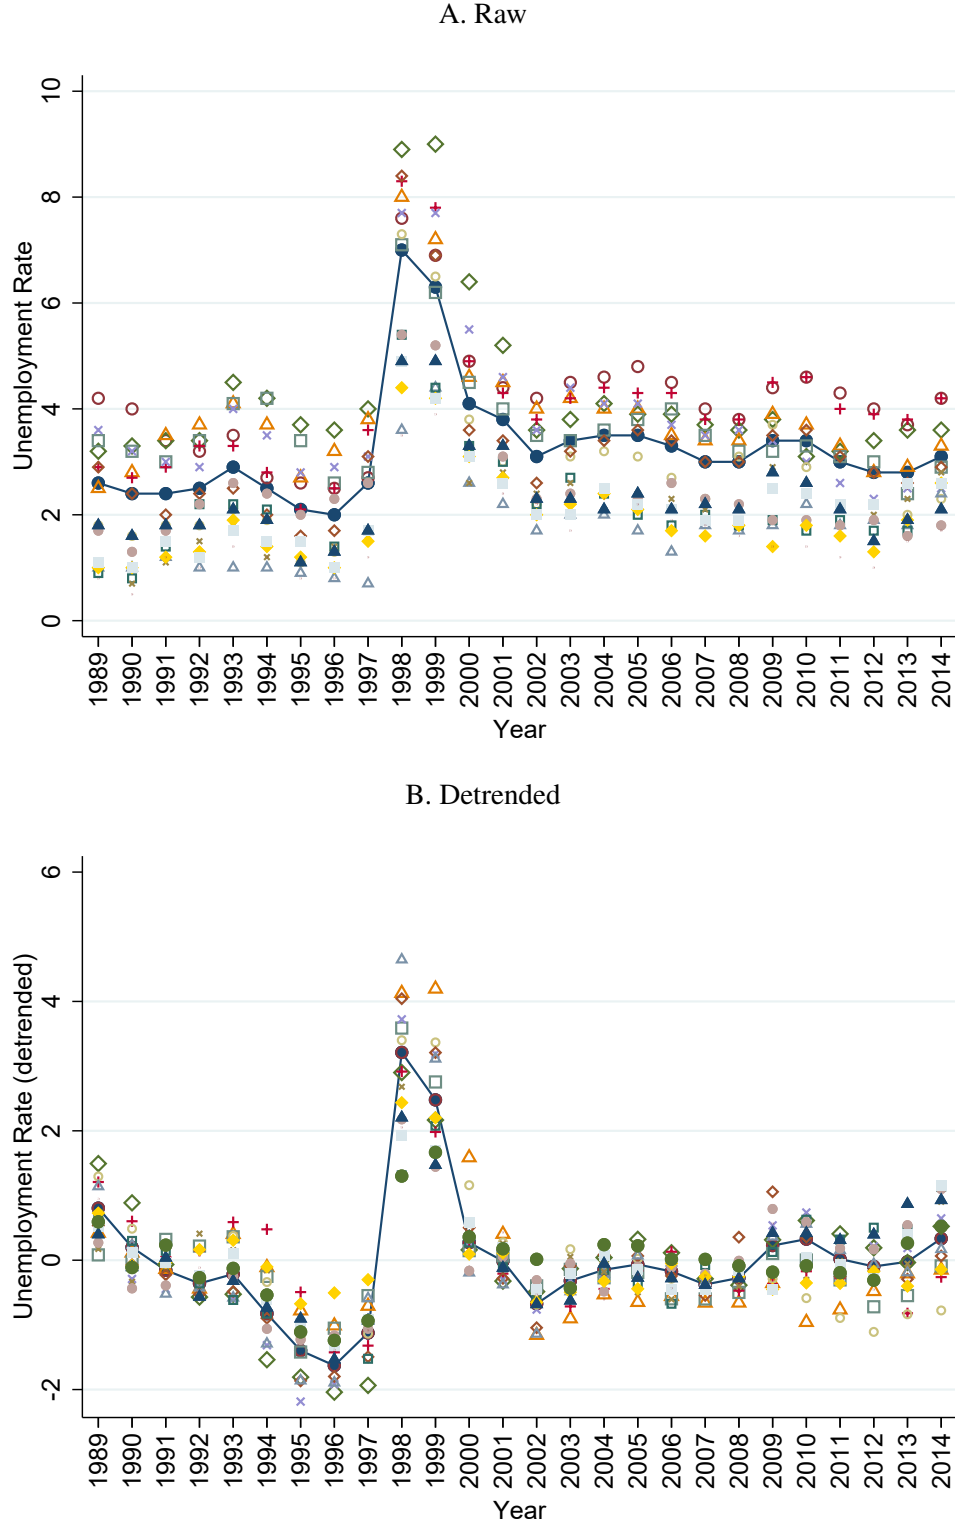 A. Raw
Unemployment Rate
10
8
6
4
2
0
1989 1990 1991 1992 1993 1994 1995 1996 1997 1998 1999 2000 2001 2002 2003 2004 2005 2006 2007 2008 2009 2010 2011 2012 2013 2014
Year
B. Detrended
Unemployment Rate (detrended)
6
4
2
0
-2
1989 1990 1991 1992 1993 1994 1995 1996 1997 1998 1999 2000 2001 2002 2003 2004 2005 2006 2007 2008 2009 2010 2011 2012 2013 2014
Year